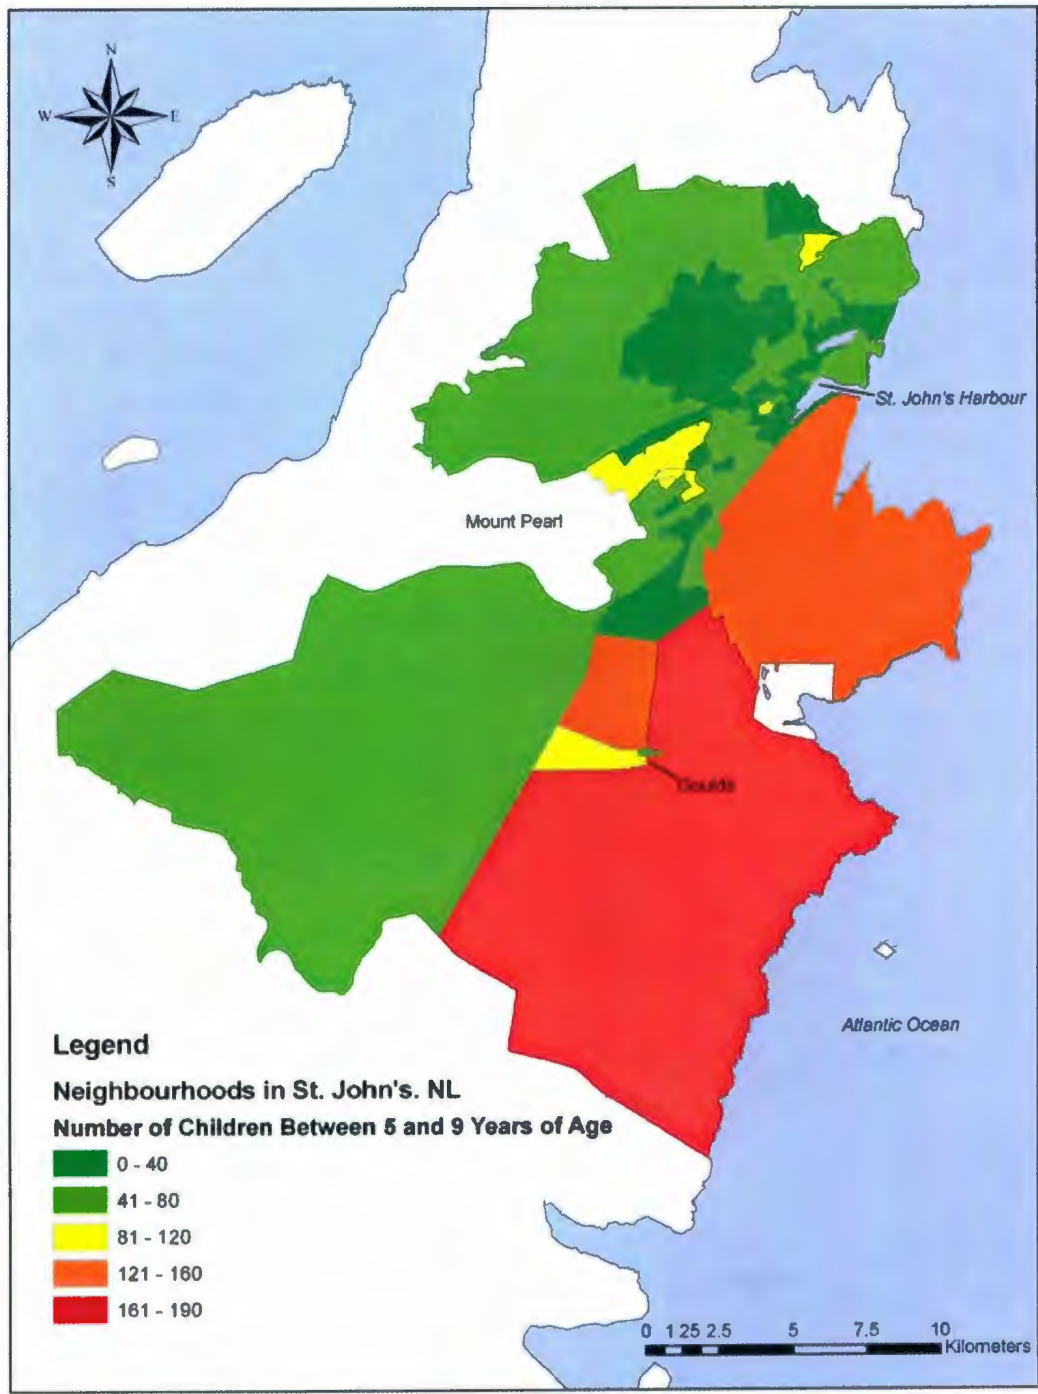 N
W E
S
St. John's Harbour
Mount Pearl
Goulds
Atlantic Ocean
Legend
Neighbourhoods in St. John's. NL
Number of Children Between 5 and 9 Years of Age
0 - 40
41 - 80
81 - 120
121 - 160
161 - 190
0 1 25 2.5 5 7.5 10
Kilometers